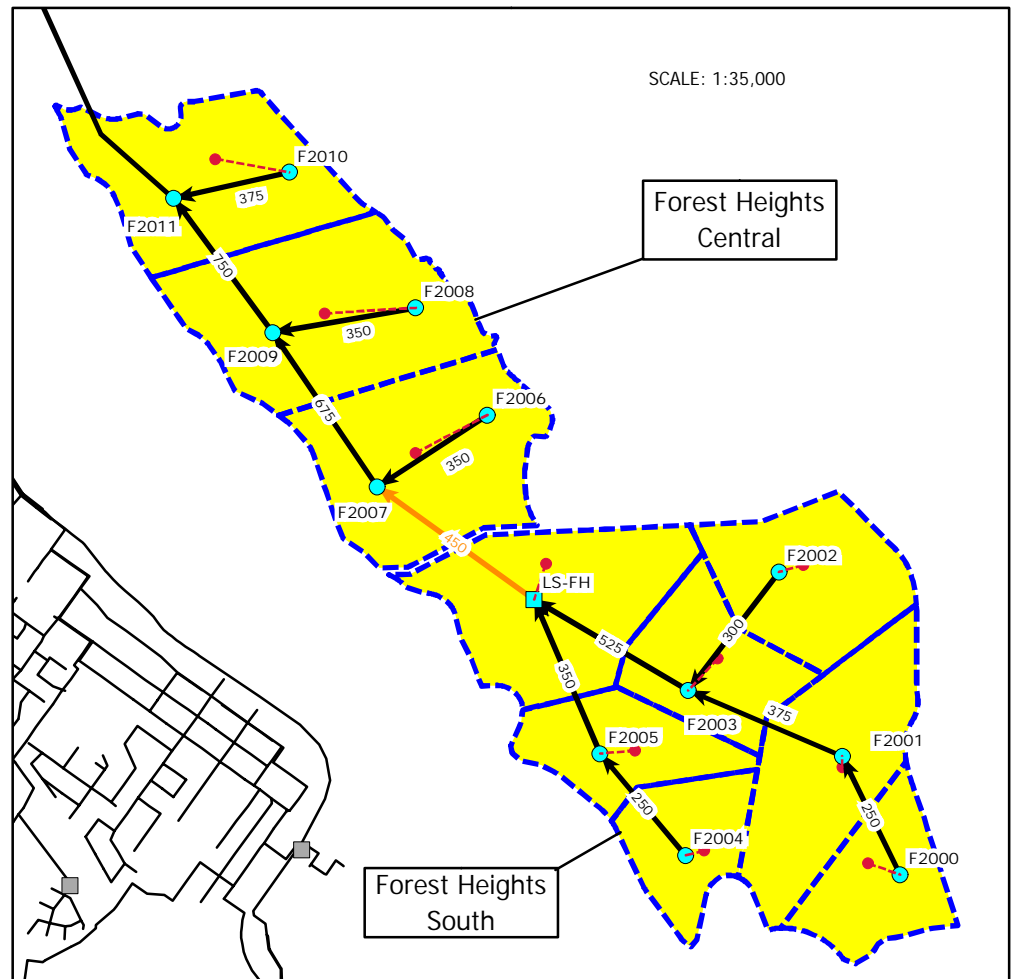 SCALE: 1:35,000
F2010
375
F2011
Forest Heights
Central
750
F2008
350
F2009
675
F2006
350
F2007
450
LS-FH
F2002
300
525
350
F2003
375
F2005
F2001
250
250
F2004
F2000
Forest Heights
South